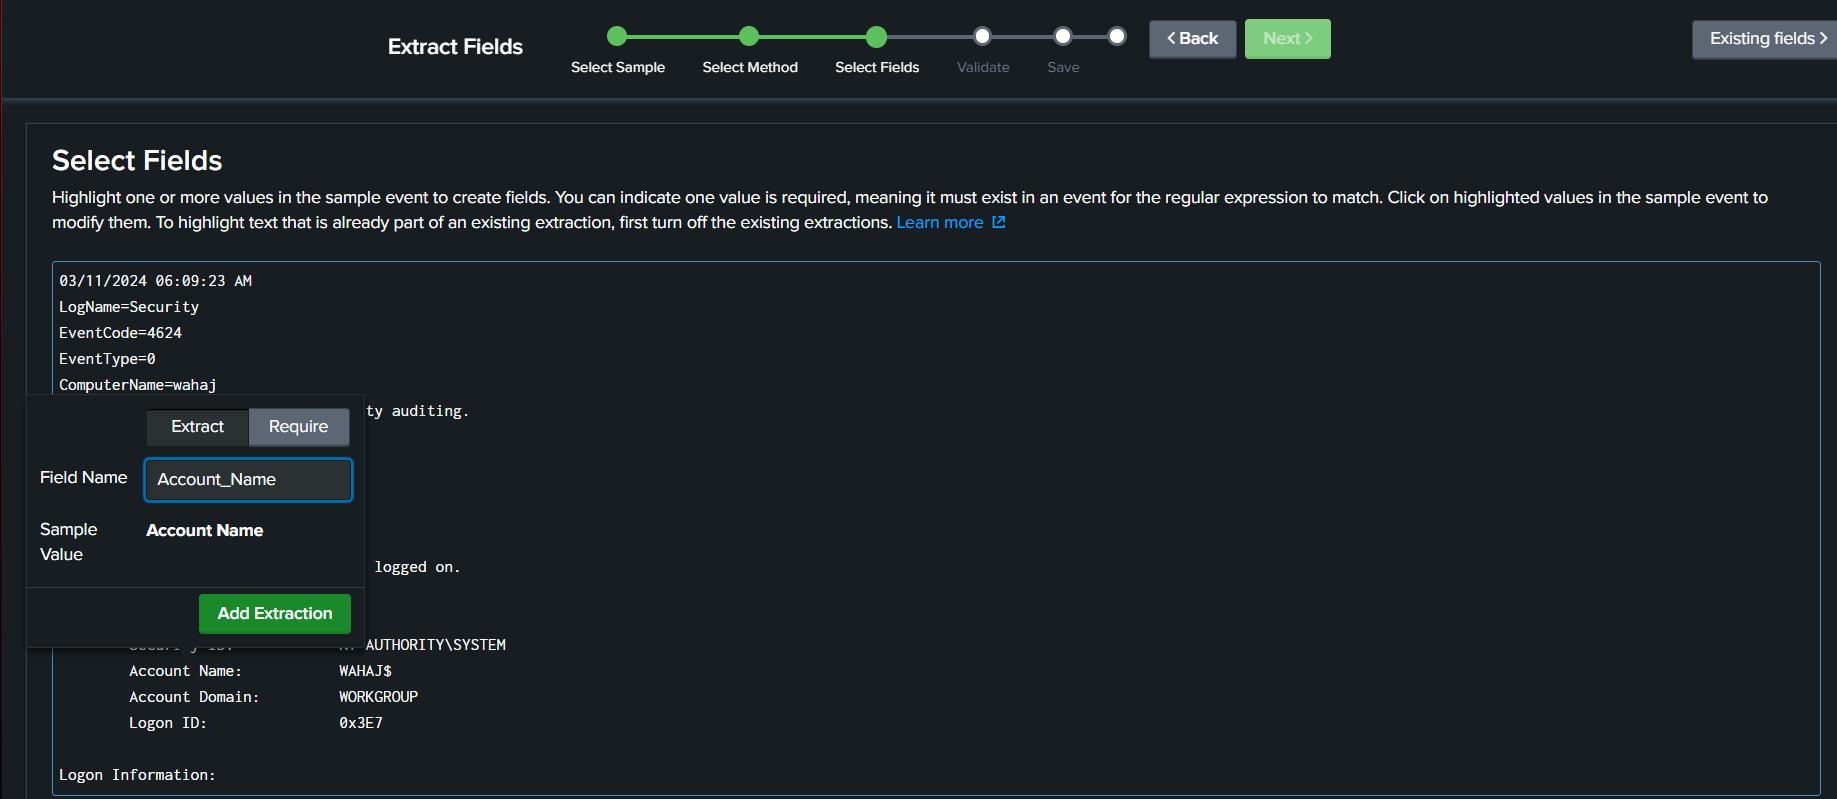 Extract Fields
Select Sample
Select Method
Select Fields
Validate
Save
Back
Next
Existing fields
Select Fields
Highlight one or more values in the sample event to create fields. You can indicate one value is required, meaning it must exist in an event for the regular expression to match. Click on highlighted values in the sample event to
modify them. To highlight text that is already part of an existing extraction, first turn off the existing extractions. Learn more
03/11/2024 06:09:23 AM
LogName=Security
EventCode=4624
EventType=0
ComputerName=wahaj
ty auditing.
Extract Require
Field Name Account_Name
Sample Value Account Name
logged on.
Add Extraction
AUTHORITY\SYSTEM
Account Name: WAHAJ$
Account Domain: WORKGROUP
Logon ID: 0x3E7
Logon Information: